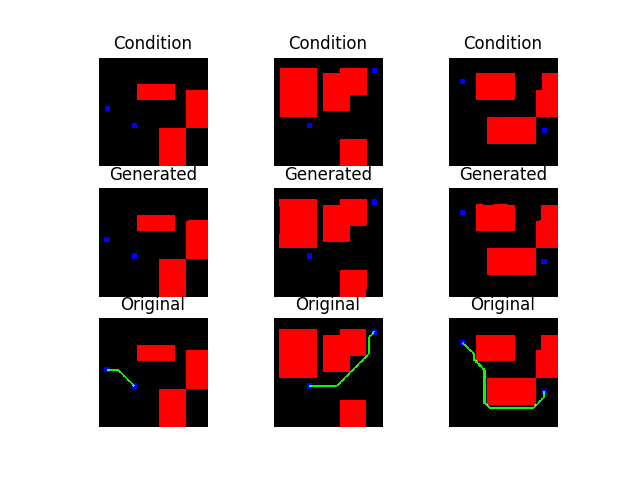 Condition Condition Condition
Generated Generated Generated
Original Original Original